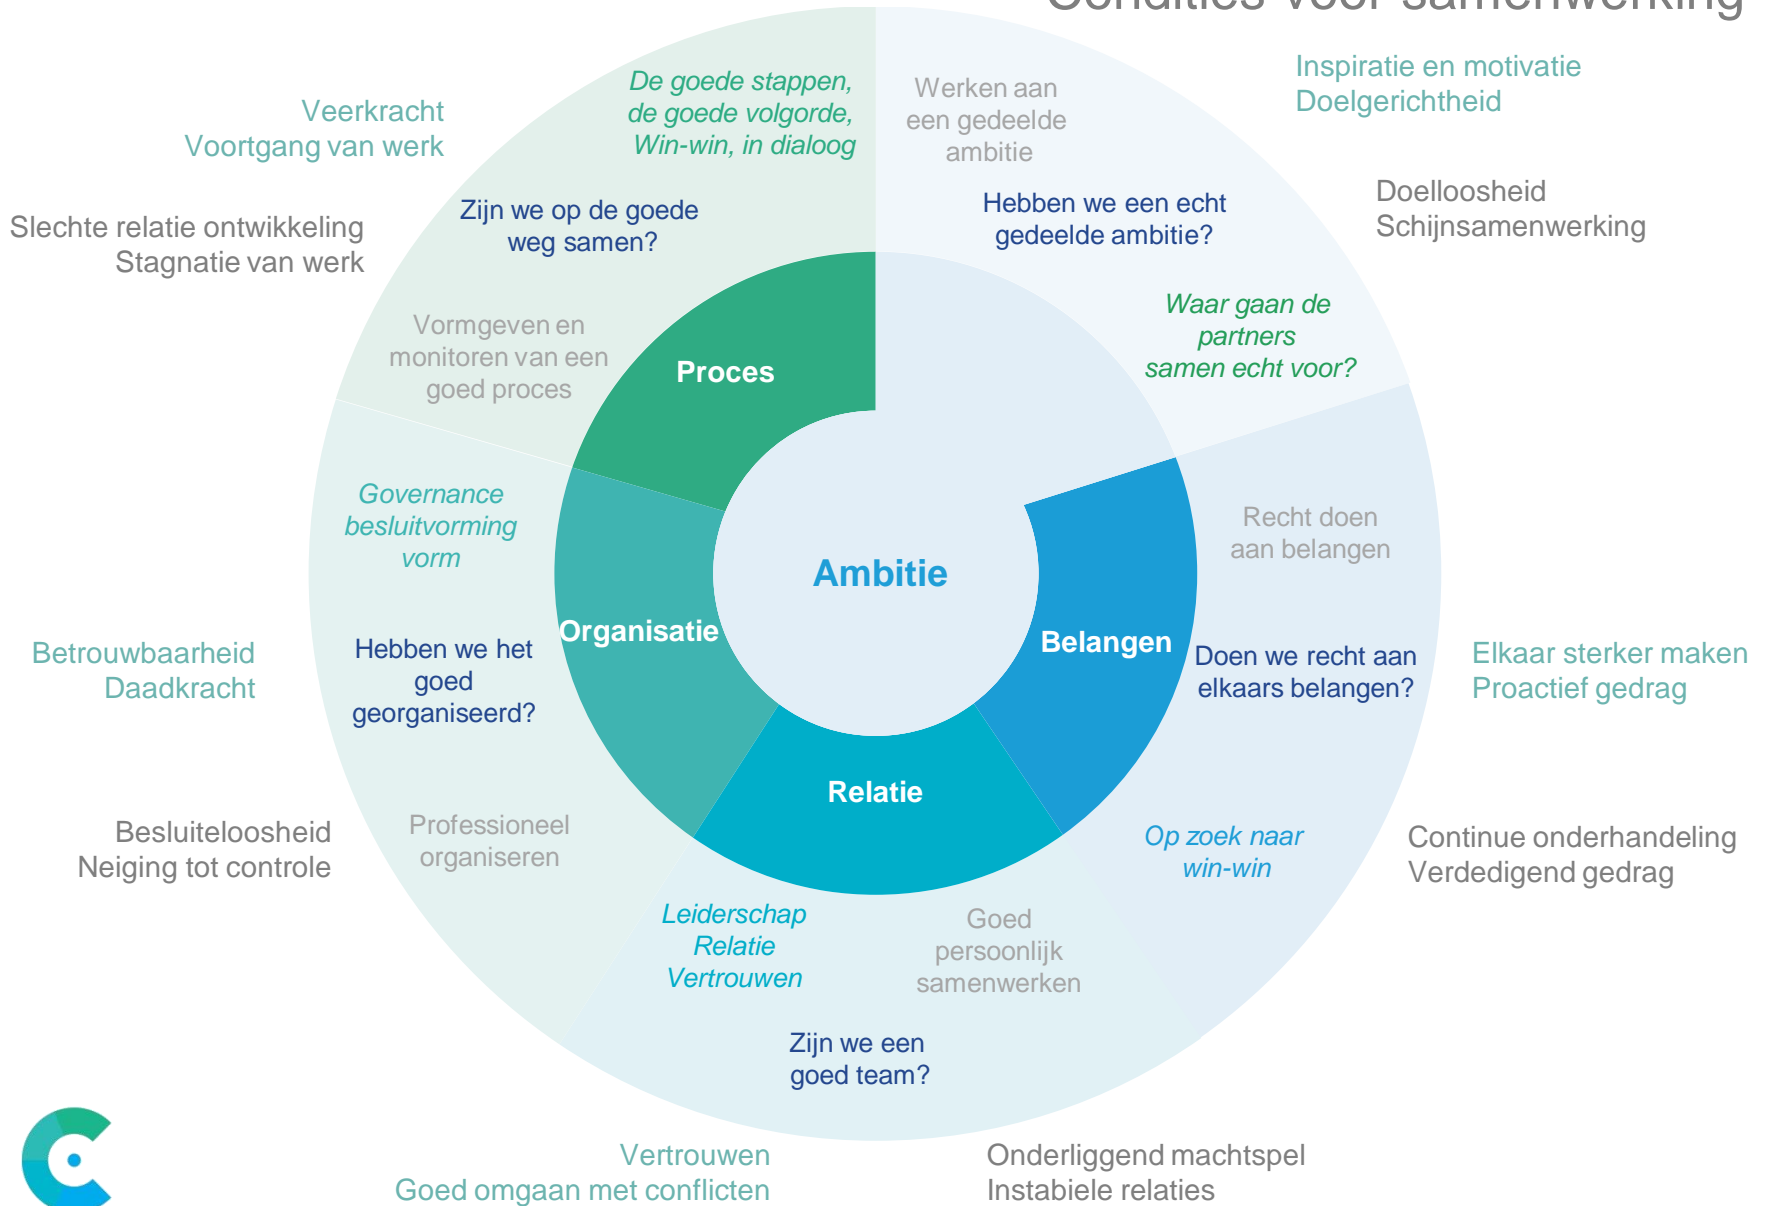 Condities voor samenwerking
De goede stappen,
de goede volgorde,
Win-win, in dialoog
Werken aan
een gedeelde
ambitie
Inspiratie en motivatie
Doelgerichtheid
Veerkracht
Voortgang van werk
Zijn we op de goede
weg samen?
Hebben we een echt
gedeelde ambitie?
Doelloosheid
Schijnsamenwerking
Slechte relatie ontwikkeling
Stagnatie van werk
Vormgeven en
monitoren van een
goed proces
Proces
Waar gaan de
partners
samen echt voor?
Governance
besluitvorming
vorm
Recht doen
aan belangen
Ambitie
Organisatie
Belangen
Betrouwbaarheid
Daadkracht
Hebben we het
goed
georganiseerd?
Doen we recht aan
elkaars belangen?
Elkaar sterker maken
Proactief gedrag
Relatie
Besluiteloosheid
Neiging tot controle
Professioneel
organiseren
Op zoek naar
win-win
Continue onderhandeling
Verdedigend gedrag
Leiderschap
Relatie
Vertrouwen
Goed
persoonlijk
samenwerken
Zijn we een
goed team?
Vertrouwen
Goed omgaan met conflicten
Onderliggend machtspel
Instabiele relaties